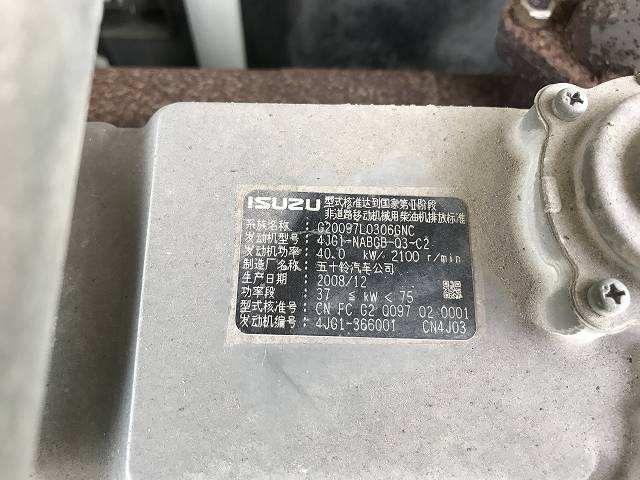 ISUZU 型式核准达到国家第Ⅱ阶段
非道路移动机械用柴油机排放标准
系族名称 : G20097L0306GNC
发动机型号: 4JG1-NABGB-03-C2
发动机功率: 40.0 kW/ 2100 r/min
制造厂名称: 五十铃汽车公司
生产日期 : 2008/12
功率段 : 37 ≦ kW < 75
型式核准号: CN FC G2 0097 02 0001
发动机编号: 4JG1-366001 CN4J03